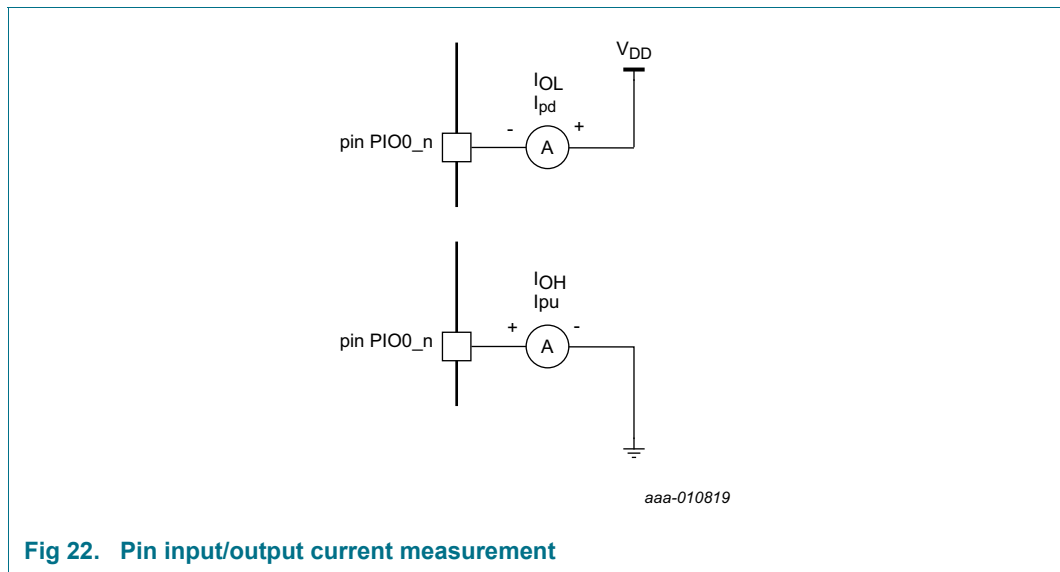 VDD
IOL
Ipd
pin PIO0_n - A +
IOH
Ipu
pin PIO0_n + A -
aaa-010819
Fig 22. Pin input/output current measurement